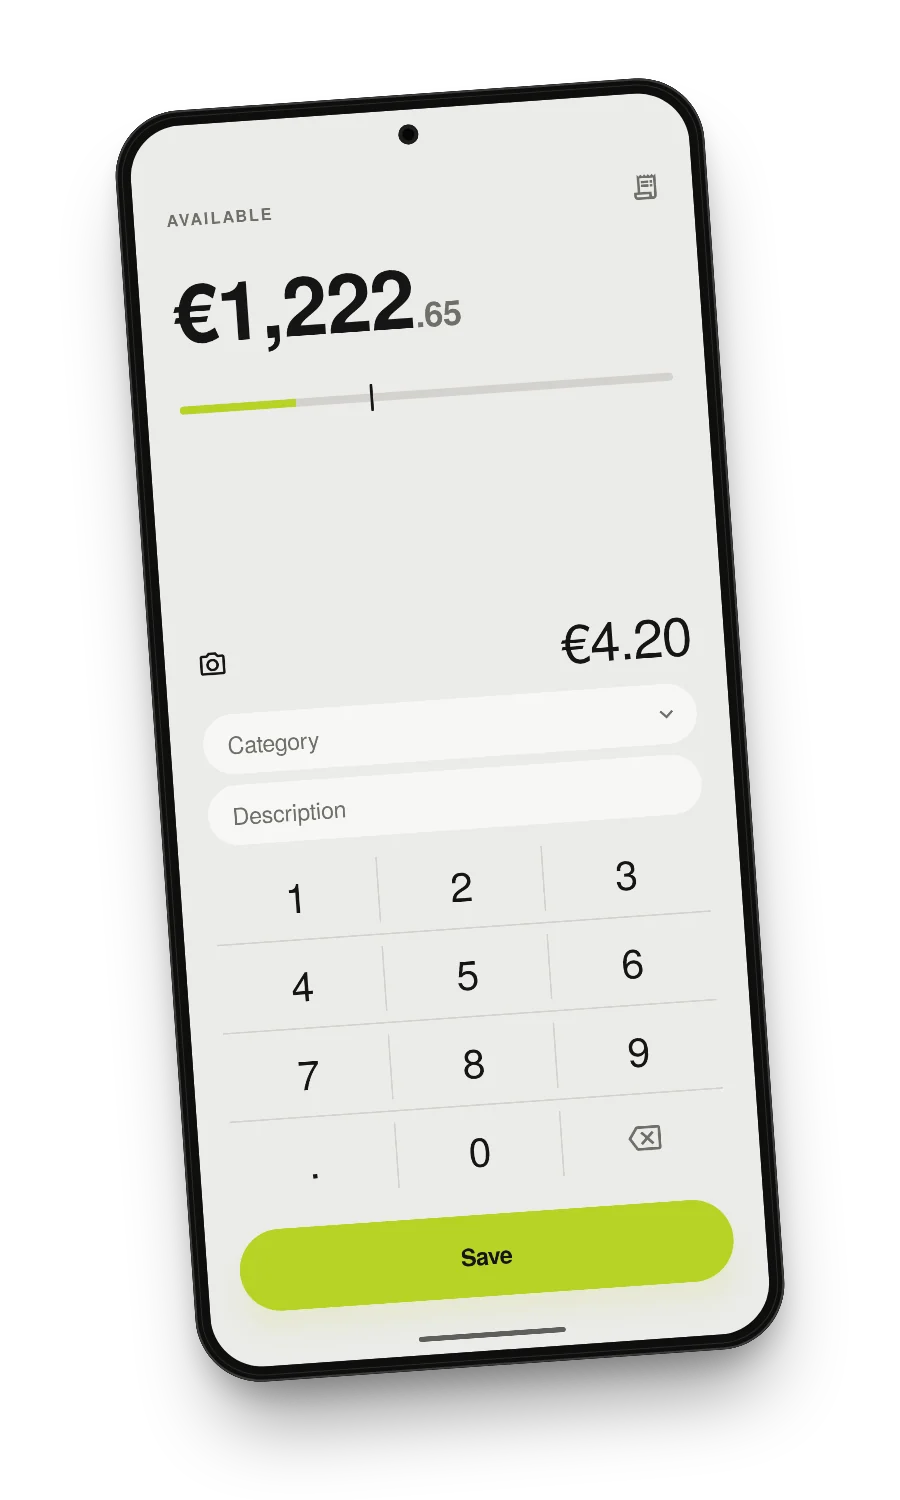 AVAILABLE
€1,222.65
€4.20
Category
Description
1 2 3
4 5 6
7 8 9
. 0
Save